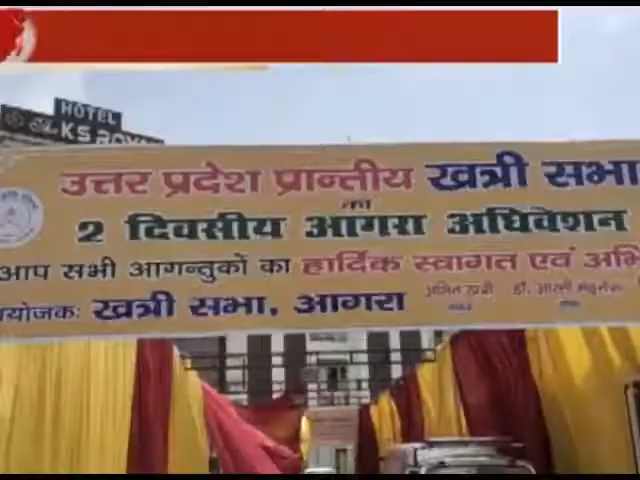 HOTEL
KS ROYA
उत्तर प्रदेश प्रान्तीय खत्री सभा
का
2 दिवसीय आगरा अधिवेशन
आप सभी आगन्तुकों का हार्दिक स्वागत एवं अभि
योजक: खत्री सभा, आगरा